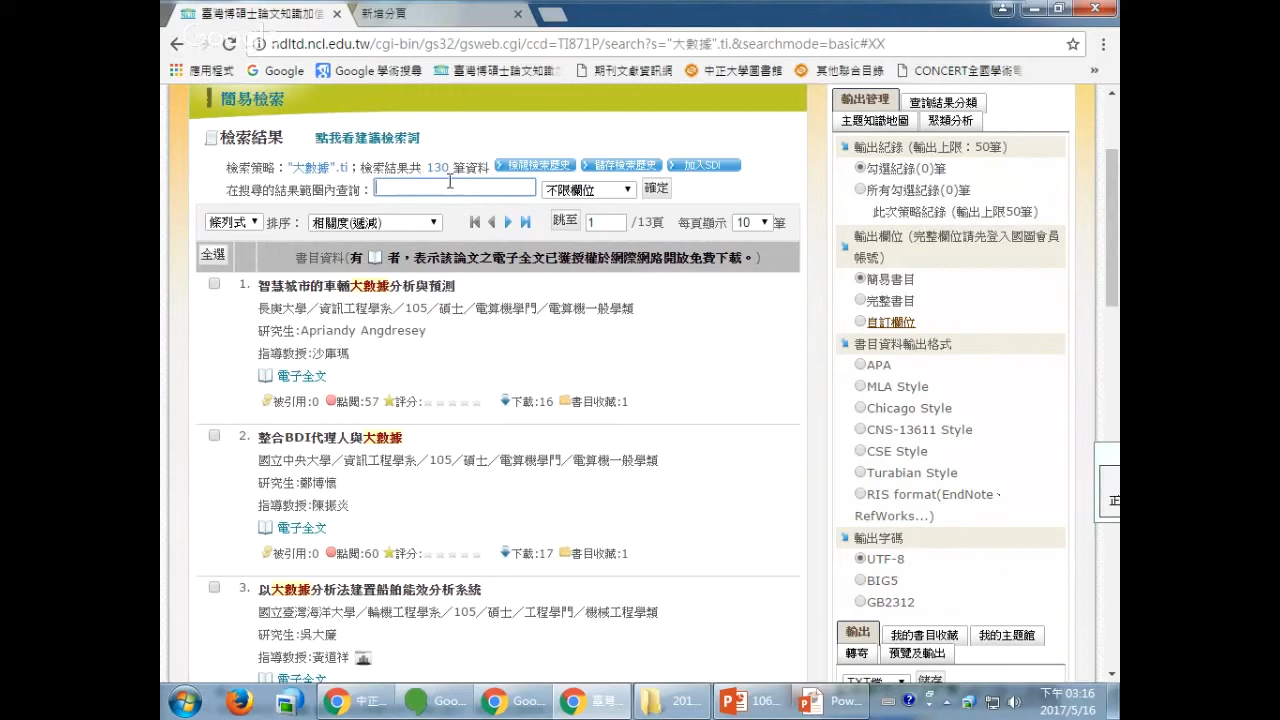 臺灣博碩士論文知識加值
新增分頁
ndltd.ncl.edu.tw/cgi-bin/gs32/gsweb.cgi/ccd=TI871P/search?s="大數據".ti.&searchmode=basic#XX
應用程式 Google Google 學術搜尋 臺灣博碩士論文知識加 期刊文獻資訊網 中正大學圖書館 其他聯合目錄 CONCERT全國學術電 »
簡易檢索
檢索結果 點我看建議檢索詞
檢索策略："大數據".ti；檢索結果共 130 筆資料 檢視檢索歷史 儲存檢索歷史 加入SDI
在搜尋的結果範圍內查詢： 不限欄位 確定
條列式 排序： 相關度(遞減) 跳至 1 /13頁 每頁顯示 10 筆
全選 書目資料(有 者，表示該論文之電子全文已獲授權於網際網路開放免費下載。)
1. 智慧城市的車輛大數據分析與預測
長庚大學／資訊工程學系／105／碩士／電算機學門／電算機一般學類
研究生:Apriandy Angdresey
指導教授:沙庫瑪
電子全文
被引用:0 點閱:57 評分: 下載:16 書目收藏:1
2. 整合BDI代理人與大數據
國立中央大學／資訊工程學系／105／碩士／電算機學門／電算機一般學類
研究生:鄭博懷
指導教授:陳振炎
電子全文
被引用:0 點閱:60 評分: 下載:17 書目收藏:1
3. 以大數據分析法建置船舶能效分析系統
國立臺灣海洋大學／輪機工程學系／105／碩士／工程學門／機械工程學類
研究生:吳大慶
指導教授:黃道祥
電子全文
輸出管理 查詢結果分類
主題知識地圖 聚類分析
輸出紀錄 (輸出上限：50筆)
勾選紀錄(0)筆
所有勾選紀錄(0)筆
此次策略紀錄 (輸出上限50筆)
輸出欄位 (完整欄位請先登入國圖會員
帳號)
簡易書目
完整書目
自訂欄位
書目資料輸出格式
APA
MLA Style
Chicago Style
CNS-13611 Style
CSE Style
Turabian Style
RIS format(EndNote、
RefWorks...)
輸出字碼
UTF-8
BIG5
GB2312
輸出 我的書目收藏 我的主題館
轉寄 預覽及輸出
TXT檔 儲存
正
中正... Goo... Goo... 臺灣... 201... 106... Pow...
下午 03:16
2017/5/16